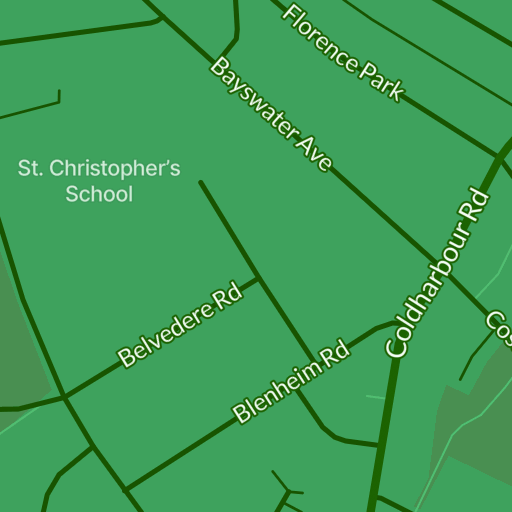 Florence Park
Bayswater Ave
St. Christopher’s
School
Coldharbour Rd
Belvedere Rd
Blenheim Rd